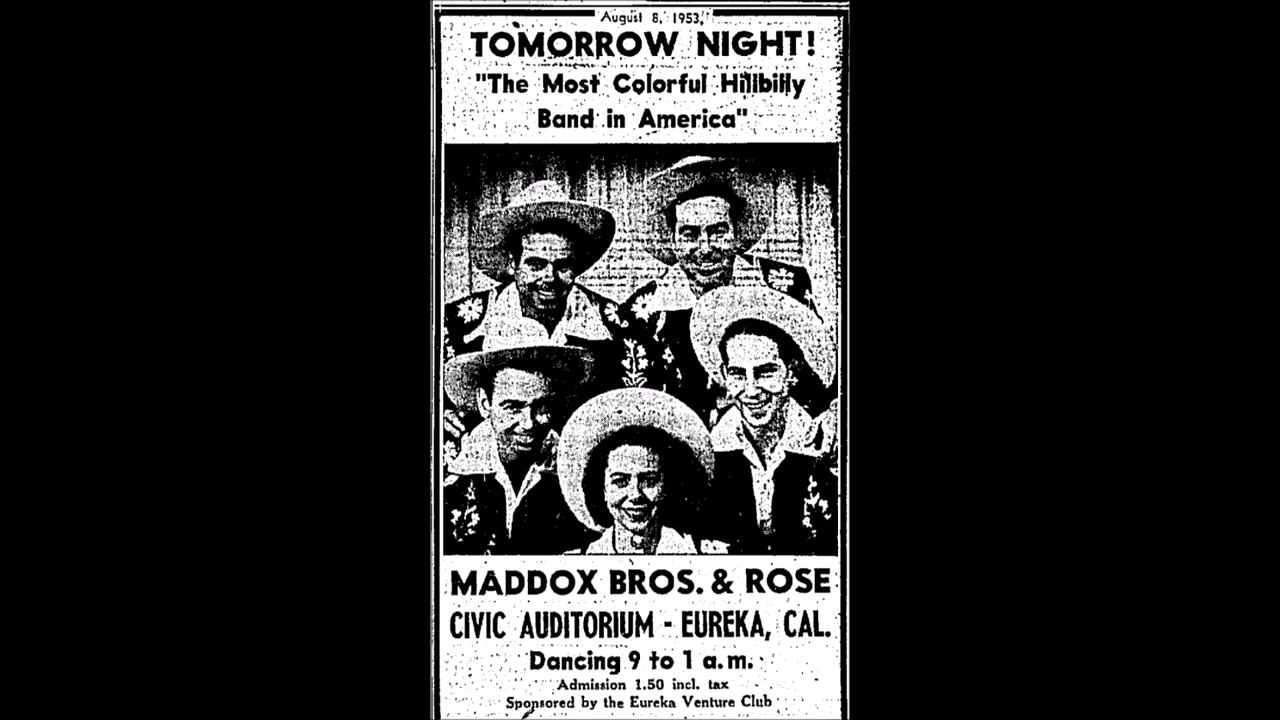 August 8, 1953,
TOMORROW NIGHT!
"The Most Colorful Hillbilly
Band in America"
MADDOX BROS. & ROSE
CIVIC AUDITORIUM - EUREKA, CAL.
Dancing 9 to 1 a.m.
Admission 1.50 incl. tax
Sponsored by the Eureka Venture Club